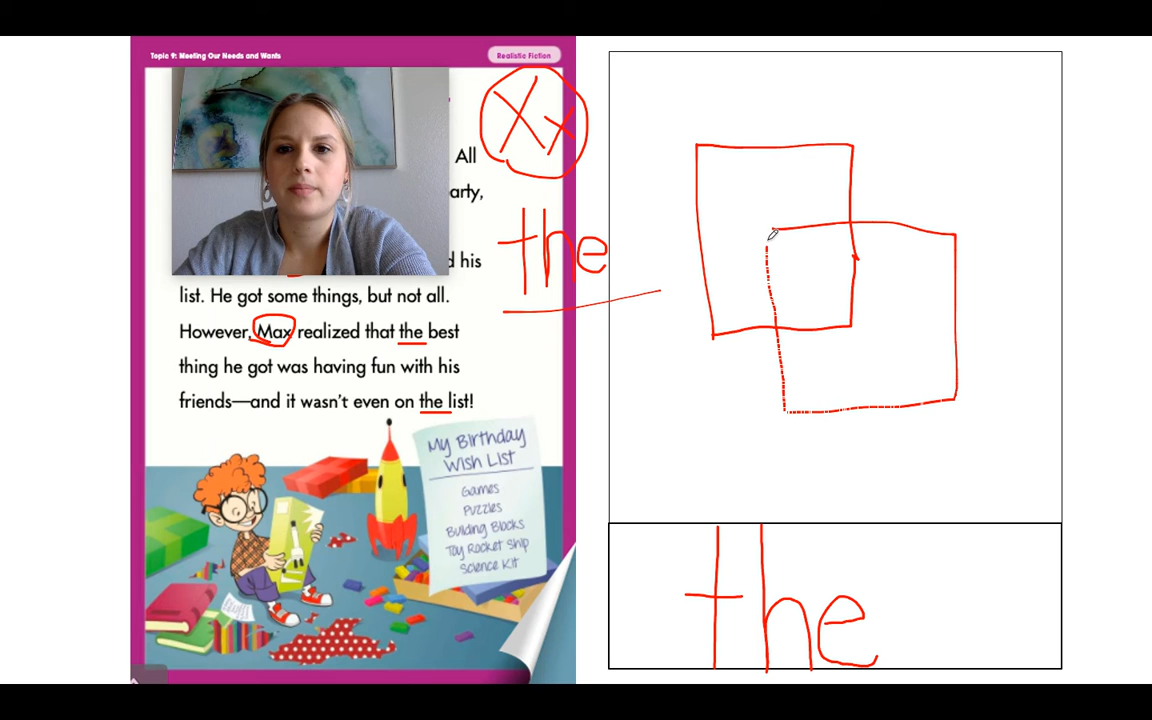 Topic 9: Meeting Our Needs and Wants
Realistic Fiction
Xx
All
arty,
the
d his
list. He got some things, but not all.
However, Max realized that the best
thing he got was having fun with his
friends—and it wasn't even on the list!
My Birthday
Wish List
Games
Puzzles
Building Blocks
Toy Rocket Ship
Science Kit
the